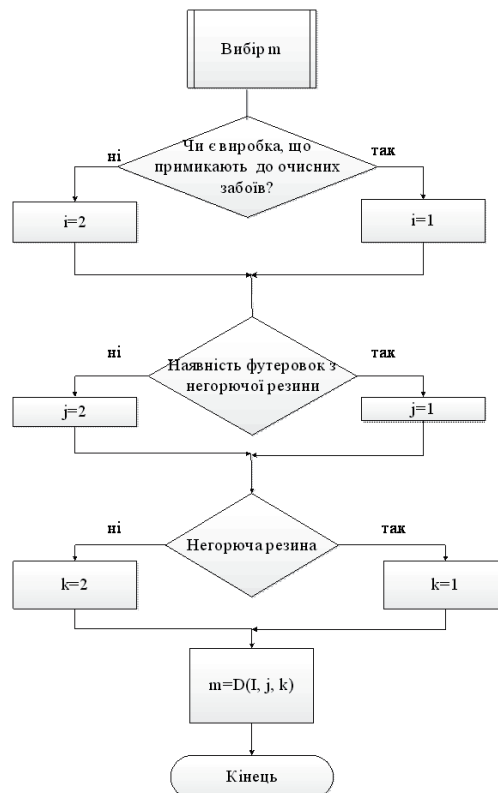 Вибір m
Чи є виробка, що
примикають до очисних
забоїв?
ні
так
i=2
i=1
ні
так
Наявність футеровок з
негорючої резини
j=2
j=1
ні
так
Негорюча резина
k=2
k=1
m=D(I, j, k)
Кінець